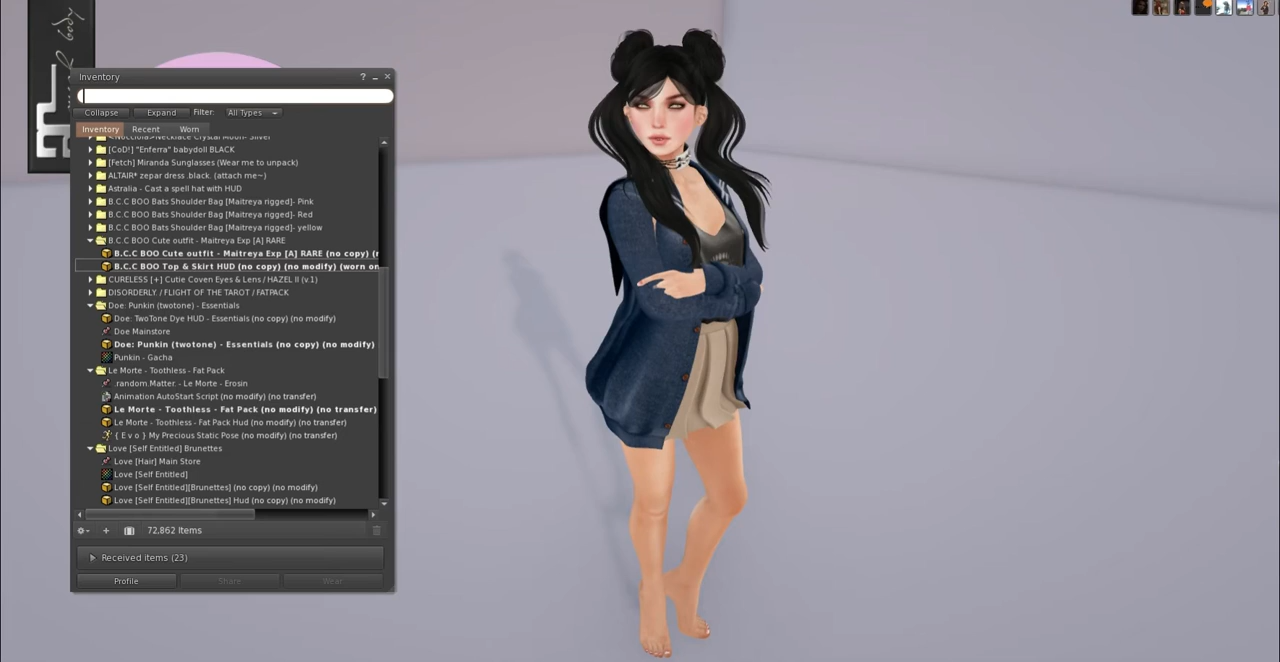 Inventory
Collapse
Expand
Filter:
All Types
Inventory
Recent
Worn
<Nocciola>Necklace Crystal Moon- Silver
[CoD!] "Enferra" babydoll BLACK
[Fetch] Miranda Sunglasses (Wear me to unpack)
ALTAIR* zepar dress .black. (attach me~)
Astralia - Cast a spell hat with HUD
B.C.C BOO Bats Shoulder Bag [Maitreya rigged]- Pink
B.C.C BOO Bats Shoulder Bag [Maitreya rigged]- Red
B.C.C BOO Bats Shoulder Bag [Maitreya rigged]- yellow
B.C.C BOO Cute outfit - Maitreya Exp [A] RARE
B.C.C BOO Cute outfit - Maitreya Exp [A] RARE (no copy) (
B.C.C BOO Top & Skirt HUD (no copy) (no modify) (worn on
CURELESS [+] Cutie Coven Eyes & Lens / HAZEL II (v.1)
DISORDERLY. / FLIGHT OF THE TAROT / FATPACK
Doe: Punkin (twotone) - Essentials
Doe: TwoTone Dye HUD - Essentials (no copy) (no modify)
Doe Mainstore
Doe: Punkin (twotone) - Essentials (no copy) (no modify)
Punkin - Gacha
Le Morte - Toothless - Fat Pack
.random.Matter. - Le Morte - Erosin
Animation AutoStart Script (no modify) (no transfer)
Le Morte - Toothless - Fat Pack (no modify) (no transfer)
Le Morte - Toothless - Fat Pack Hud (no modify) (no transfer)
{ E v o } My Precious Static Pose (no modify) (no transfer)
Love [Self Entitled] Brunettes
Love [Hair] Main Store
Love [Self Entitled]
Love [Self Entitled][Brunettes] (no copy) (no modify)
Love [Self Entitled][Brunettes] Hud (no copy) (no modify)
72,862 Items
Received items (23)
Profile
Share
Wear